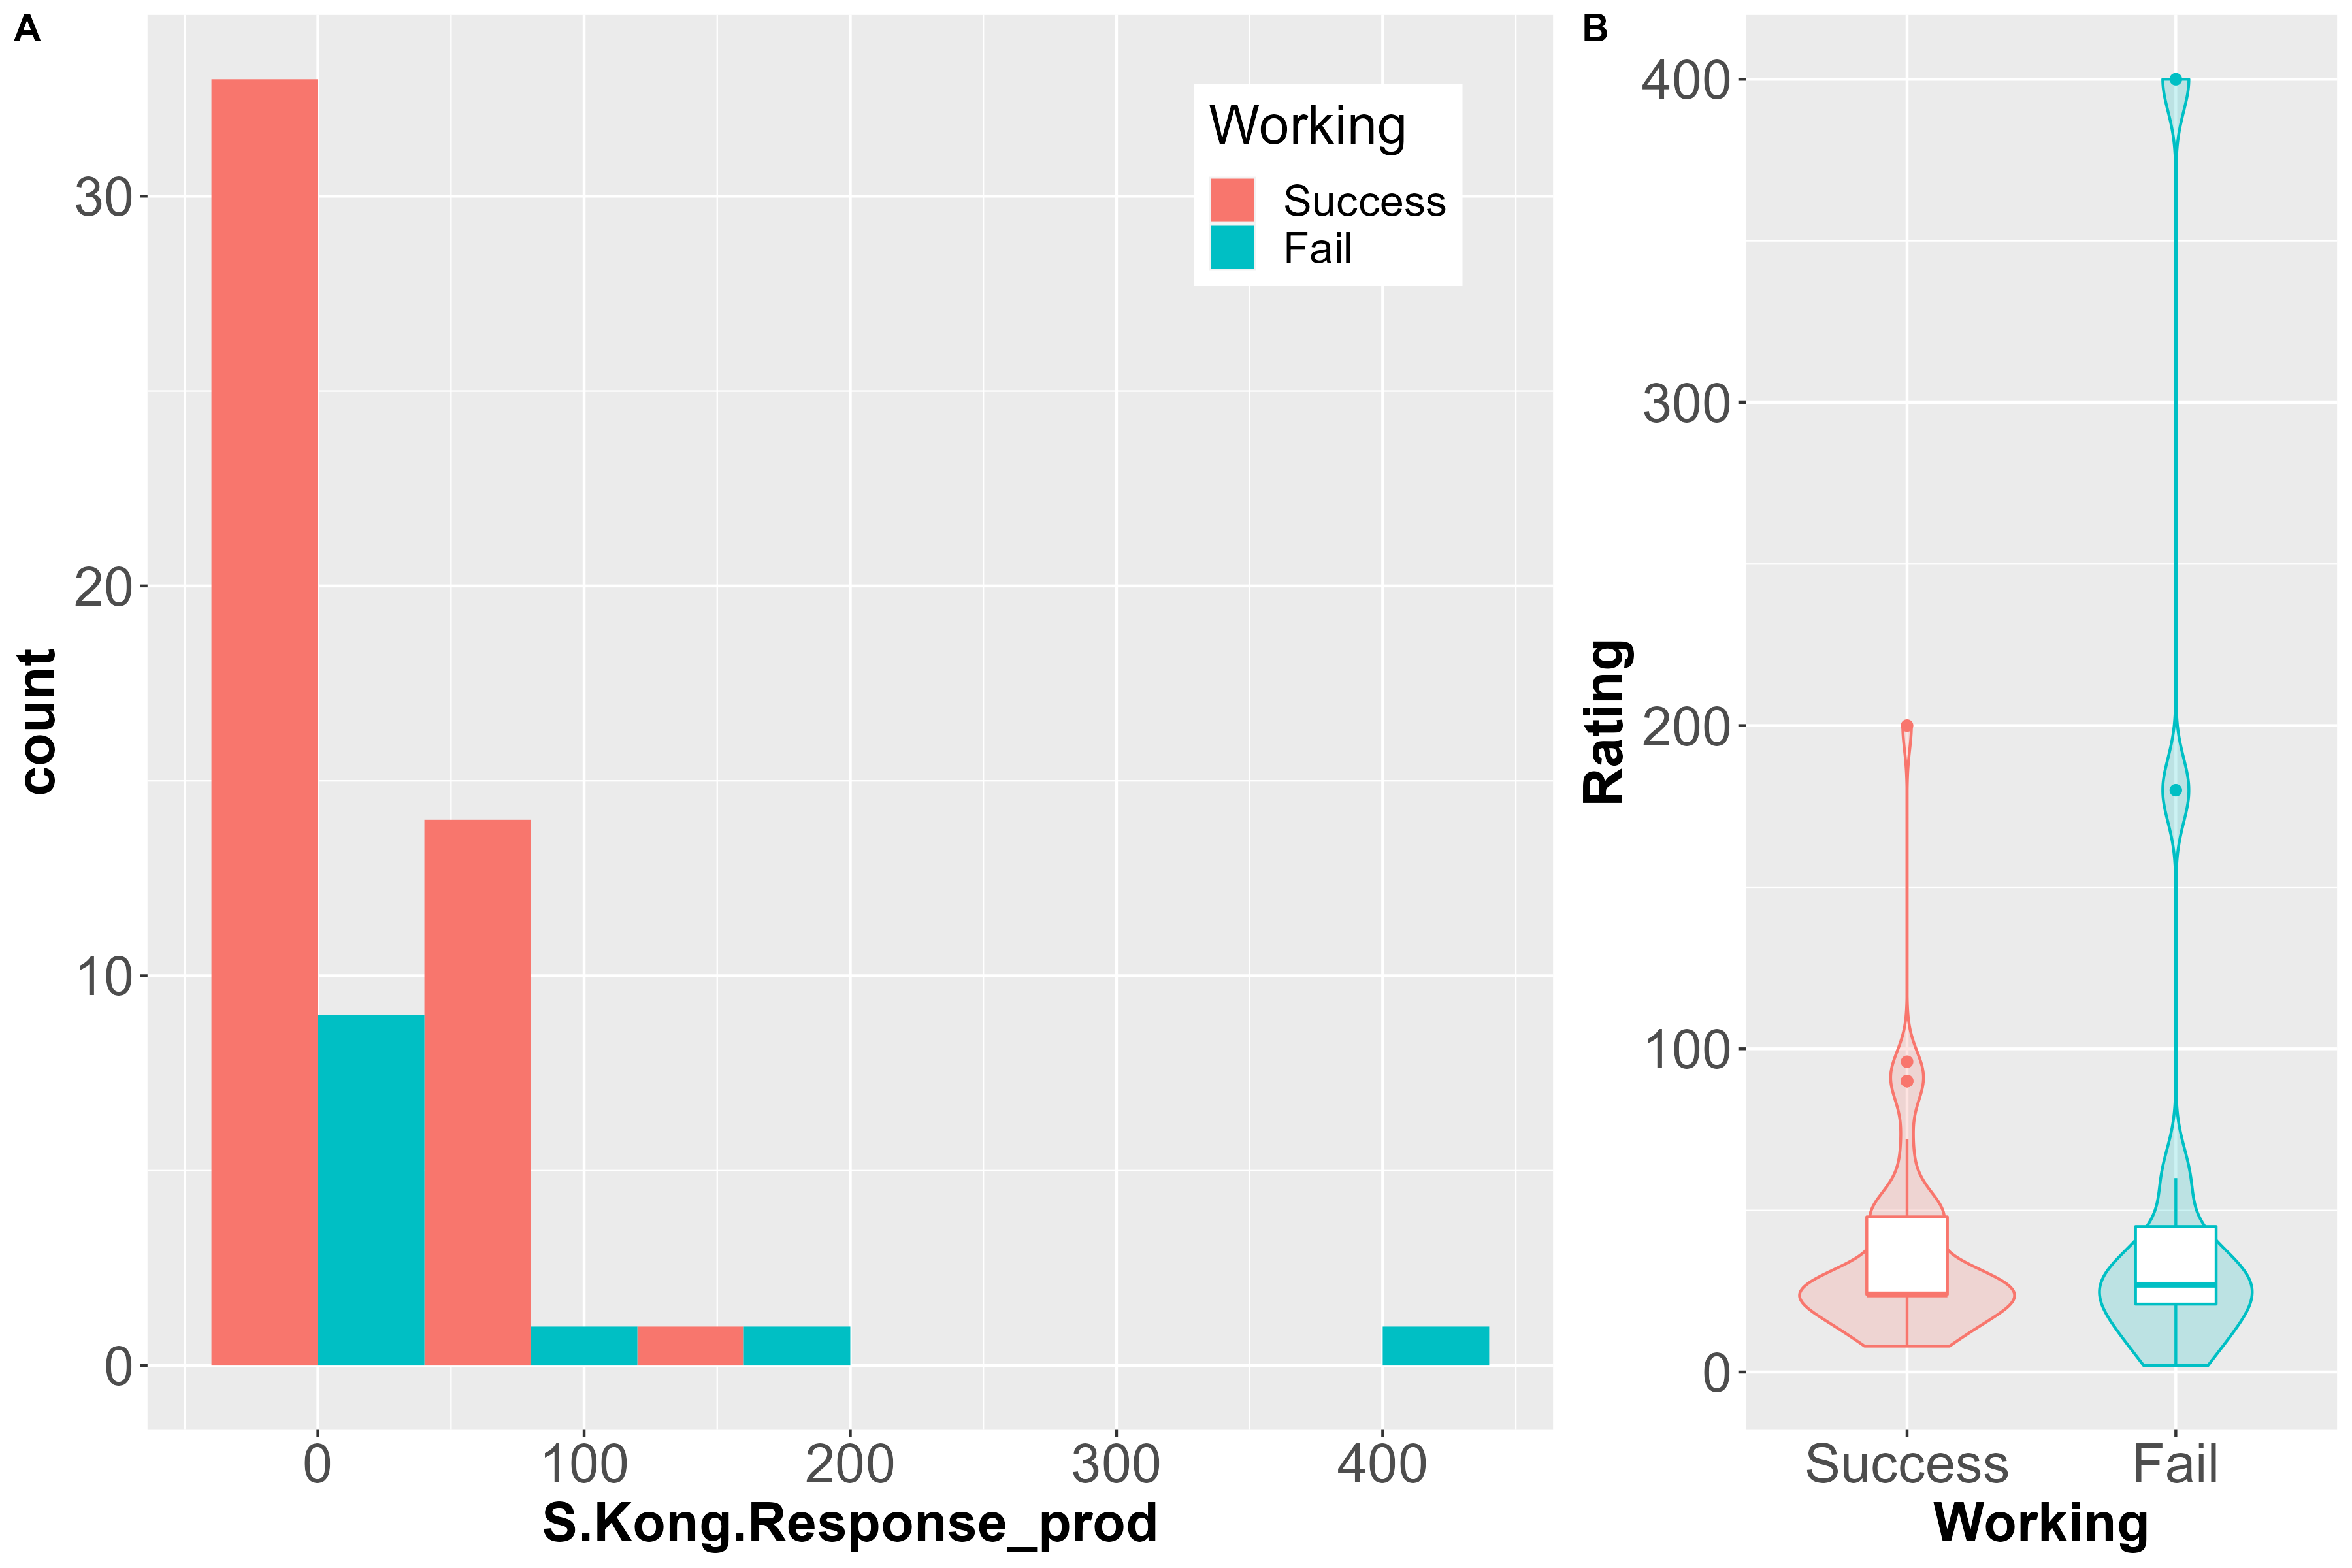 A
count
30
20
10
0
Working
Success
Fail
0 100 200 300 400
S.Kong.Response_prod
B
Rating
400
300
200
100
0
Success Fail
Working